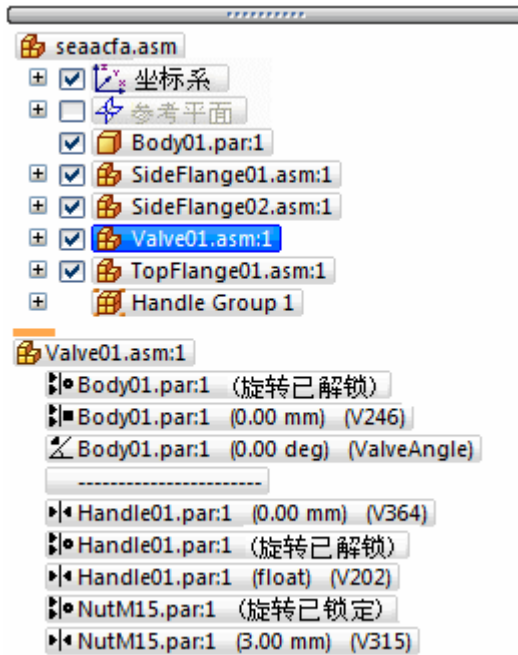 seaacfa.asm
坐标系
参考平面
Body01.par:1
SideFlange01.asm:1
SideFlange02.asm:1
Valve01.asm:1
TopFlange01.asm:1
Handle Group 1
Valve01.asm:1
Body01.par:1 (旋转已解锁)
Body01.par:1 (0.00 mm) (V246)
Body01.par:1 (0.00 deg) (ValveAngle)
-----------------------
Handle01.par:1 (0.00 mm) (V364)
Handle01.par:1 (旋转已解锁)
Handle01.par:1 (float) (V202)
NutM15.par:1 (旋转已锁定)
NutM15.par:1 (3.00 mm) (V315)